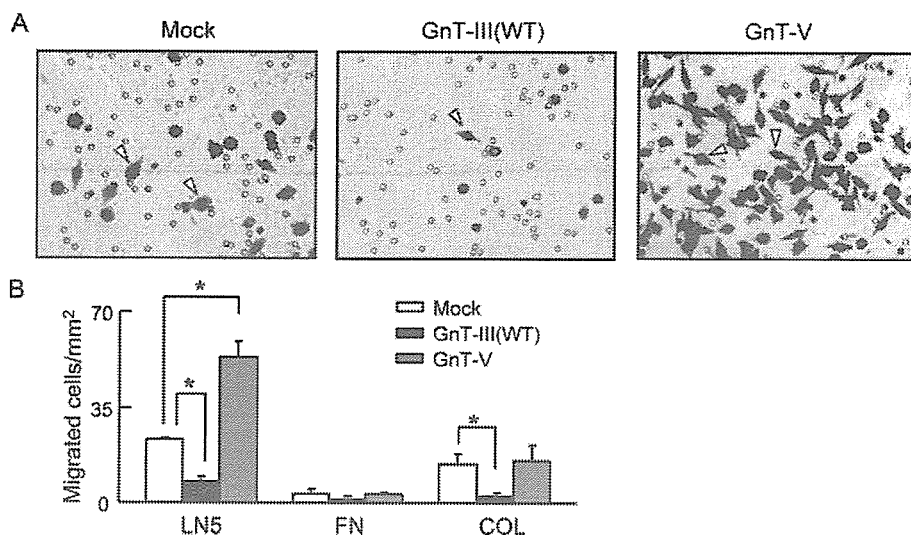 A
Mock
GnT-III(WT)
GnT-V
B
Migrated cells/mm²
70
35
0
*
*
*
Mock
GnT-III(WT)
GnT-V
LN5
FN
COL